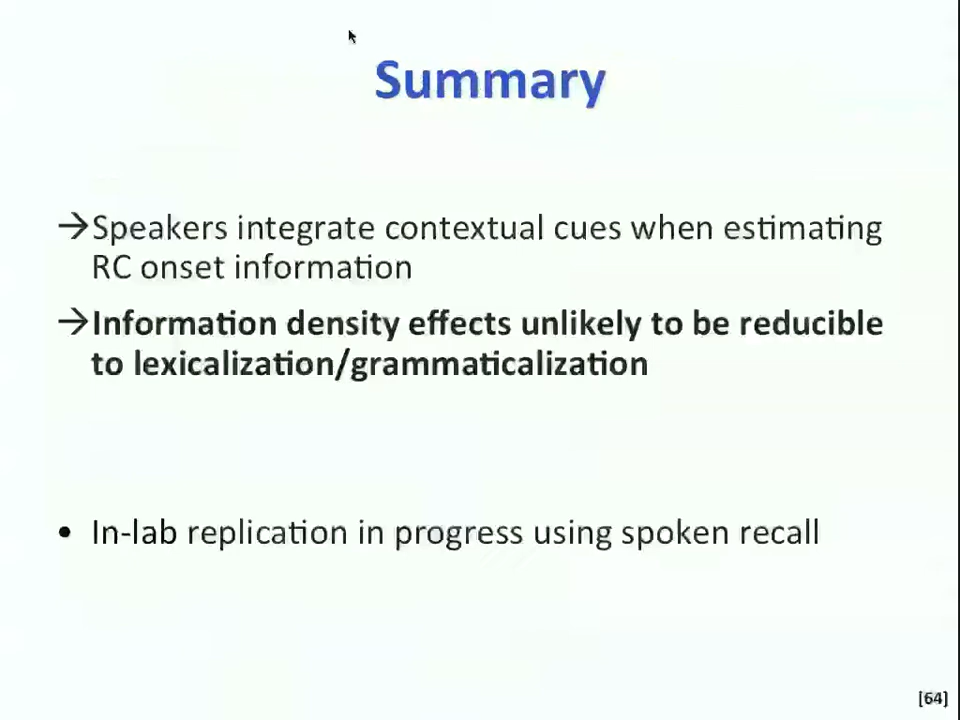 Summary
→Speakers integrate contextual cues when estimating
RC onset information
→Information density effects unlikely to be reducible
to lexicalization/grammaticalization
• In-lab replication in progress using spoken recall
[64]